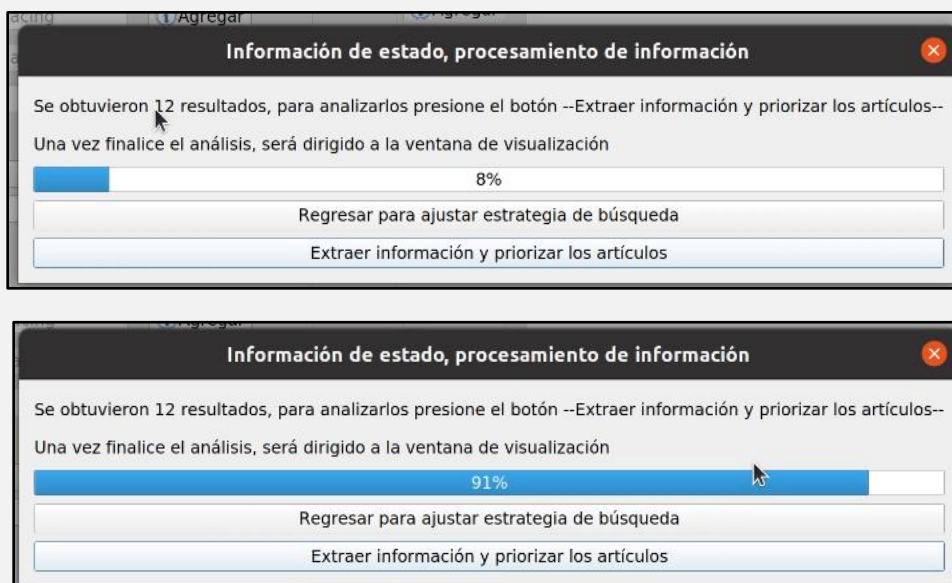 Agregar
Información de estado, procesamiento de información
Se obtuvieron 12 resultados, para analizarlos presione el botón --Extraer información y priorizar los artículos--
Una vez finalice el análisis, será dirigido a la ventana de visualización
8%
Regresar para ajustar estrategia de búsqueda
Extraer información y priorizar los artículos
Información de estado, procesamiento de información
Se obtuvieron 12 resultados, para analizarlos presione el botón --Extraer información y priorizar los artículos--
Una vez finalice el análisis, será dirigido a la ventana de visualización
91%
Regresar para ajustar estrategia de búsqueda
Extraer información y priorizar los artículos